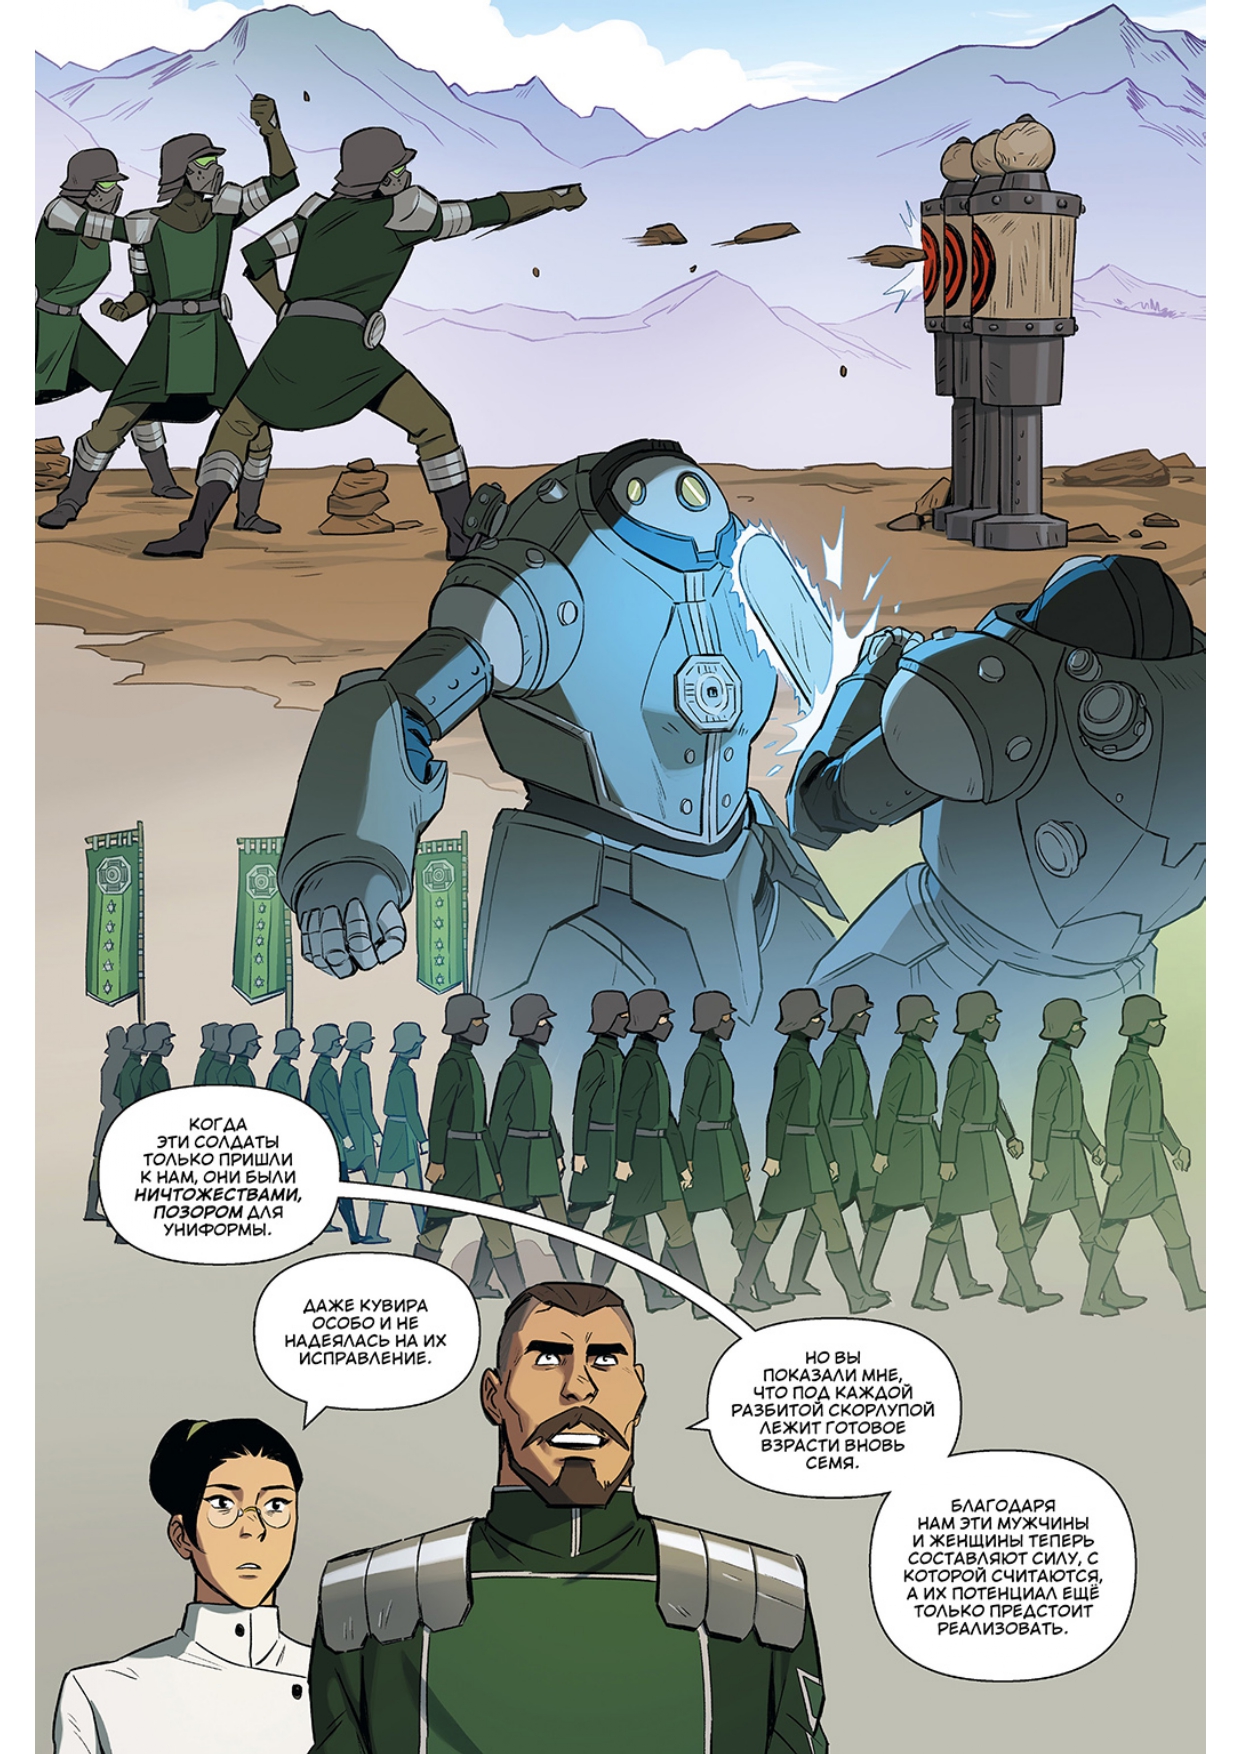 КОГДА
ЭТИ СОЛДАТЫ
ТОЛЬКО ПРИШЛИ
К НАМ, ОНИ БЫЛИ
НИЧТОЖЕСТВАМИ,
ПОЗОРОМ ДЛЯ
УНИФОРМЫ.
ДАЖЕ КУВИРА
ОСОБО И НЕ
НАДЕЯЛАСЬ НА ИХ
ИСПРАВЛЕНИЕ.
НО ВЫ
ПОКАЗАЛИ МНЕ,
ЧТО ПОД КАЖДОЙ
РАЗБИТОЙ СКОРЛУПОЙ
ЛЕЖИТ ГОТОВОЕ
ВЗРАСТИ ВНОВЬ
СЕМЯ.
БЛАГОДАРЯ
НАМ ЭТИ МУЖЧИНЫ
И ЖЕНЩИНЫ ТЕПЕРЬ
СОСТАВЛЯЮТ СИЛУ, С
КОТОРОЙ СЧИТАЮТСЯ,
А ИХ ПОТЕНЦИАЛ ЕЩЁ
ТОЛЬКО ПРЕДСТОИТ
РЕАЛИЗОВАТЬ.